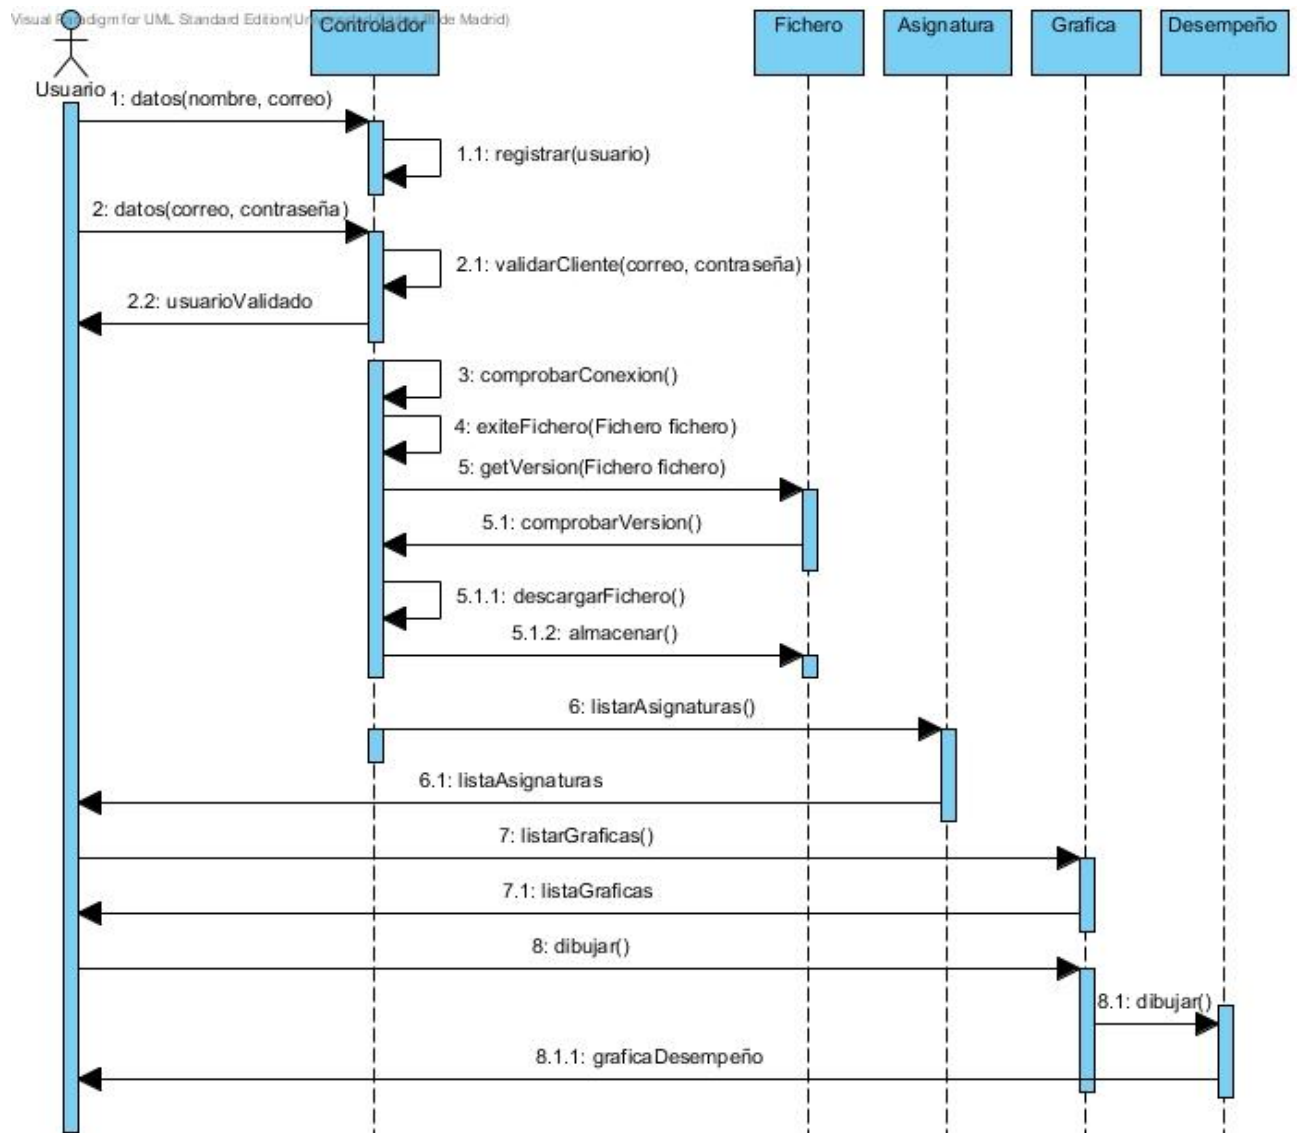 Visual Paradigm for UML Standard Edition(Universidad Carlos III de Madrid)
Controlador
Fichero
Asignatura
Grafica
Desempeño
Usuario
1: datos(nombre, correo)
1.1: registrar(usuario)
2: datos(correo, contraseña)
2.1: validarCliente(correo, contraseña)
2.2: usuarioValidado
3: comprobarConexion()
4: exiteFichero(Fichero fichero)
5: getVersion(Fichero fichero)
5.1: comprobarVersion()
5.1.1: descargarFichero()
5.1.2: almacenar()
6: listarAsignaturas()
6.1: listaAsignaturas
7: listarGraficas()
7.1: listaGraficas
8: dibujar()
8.1: dibujar()
8.1.1: graficaDesempeño